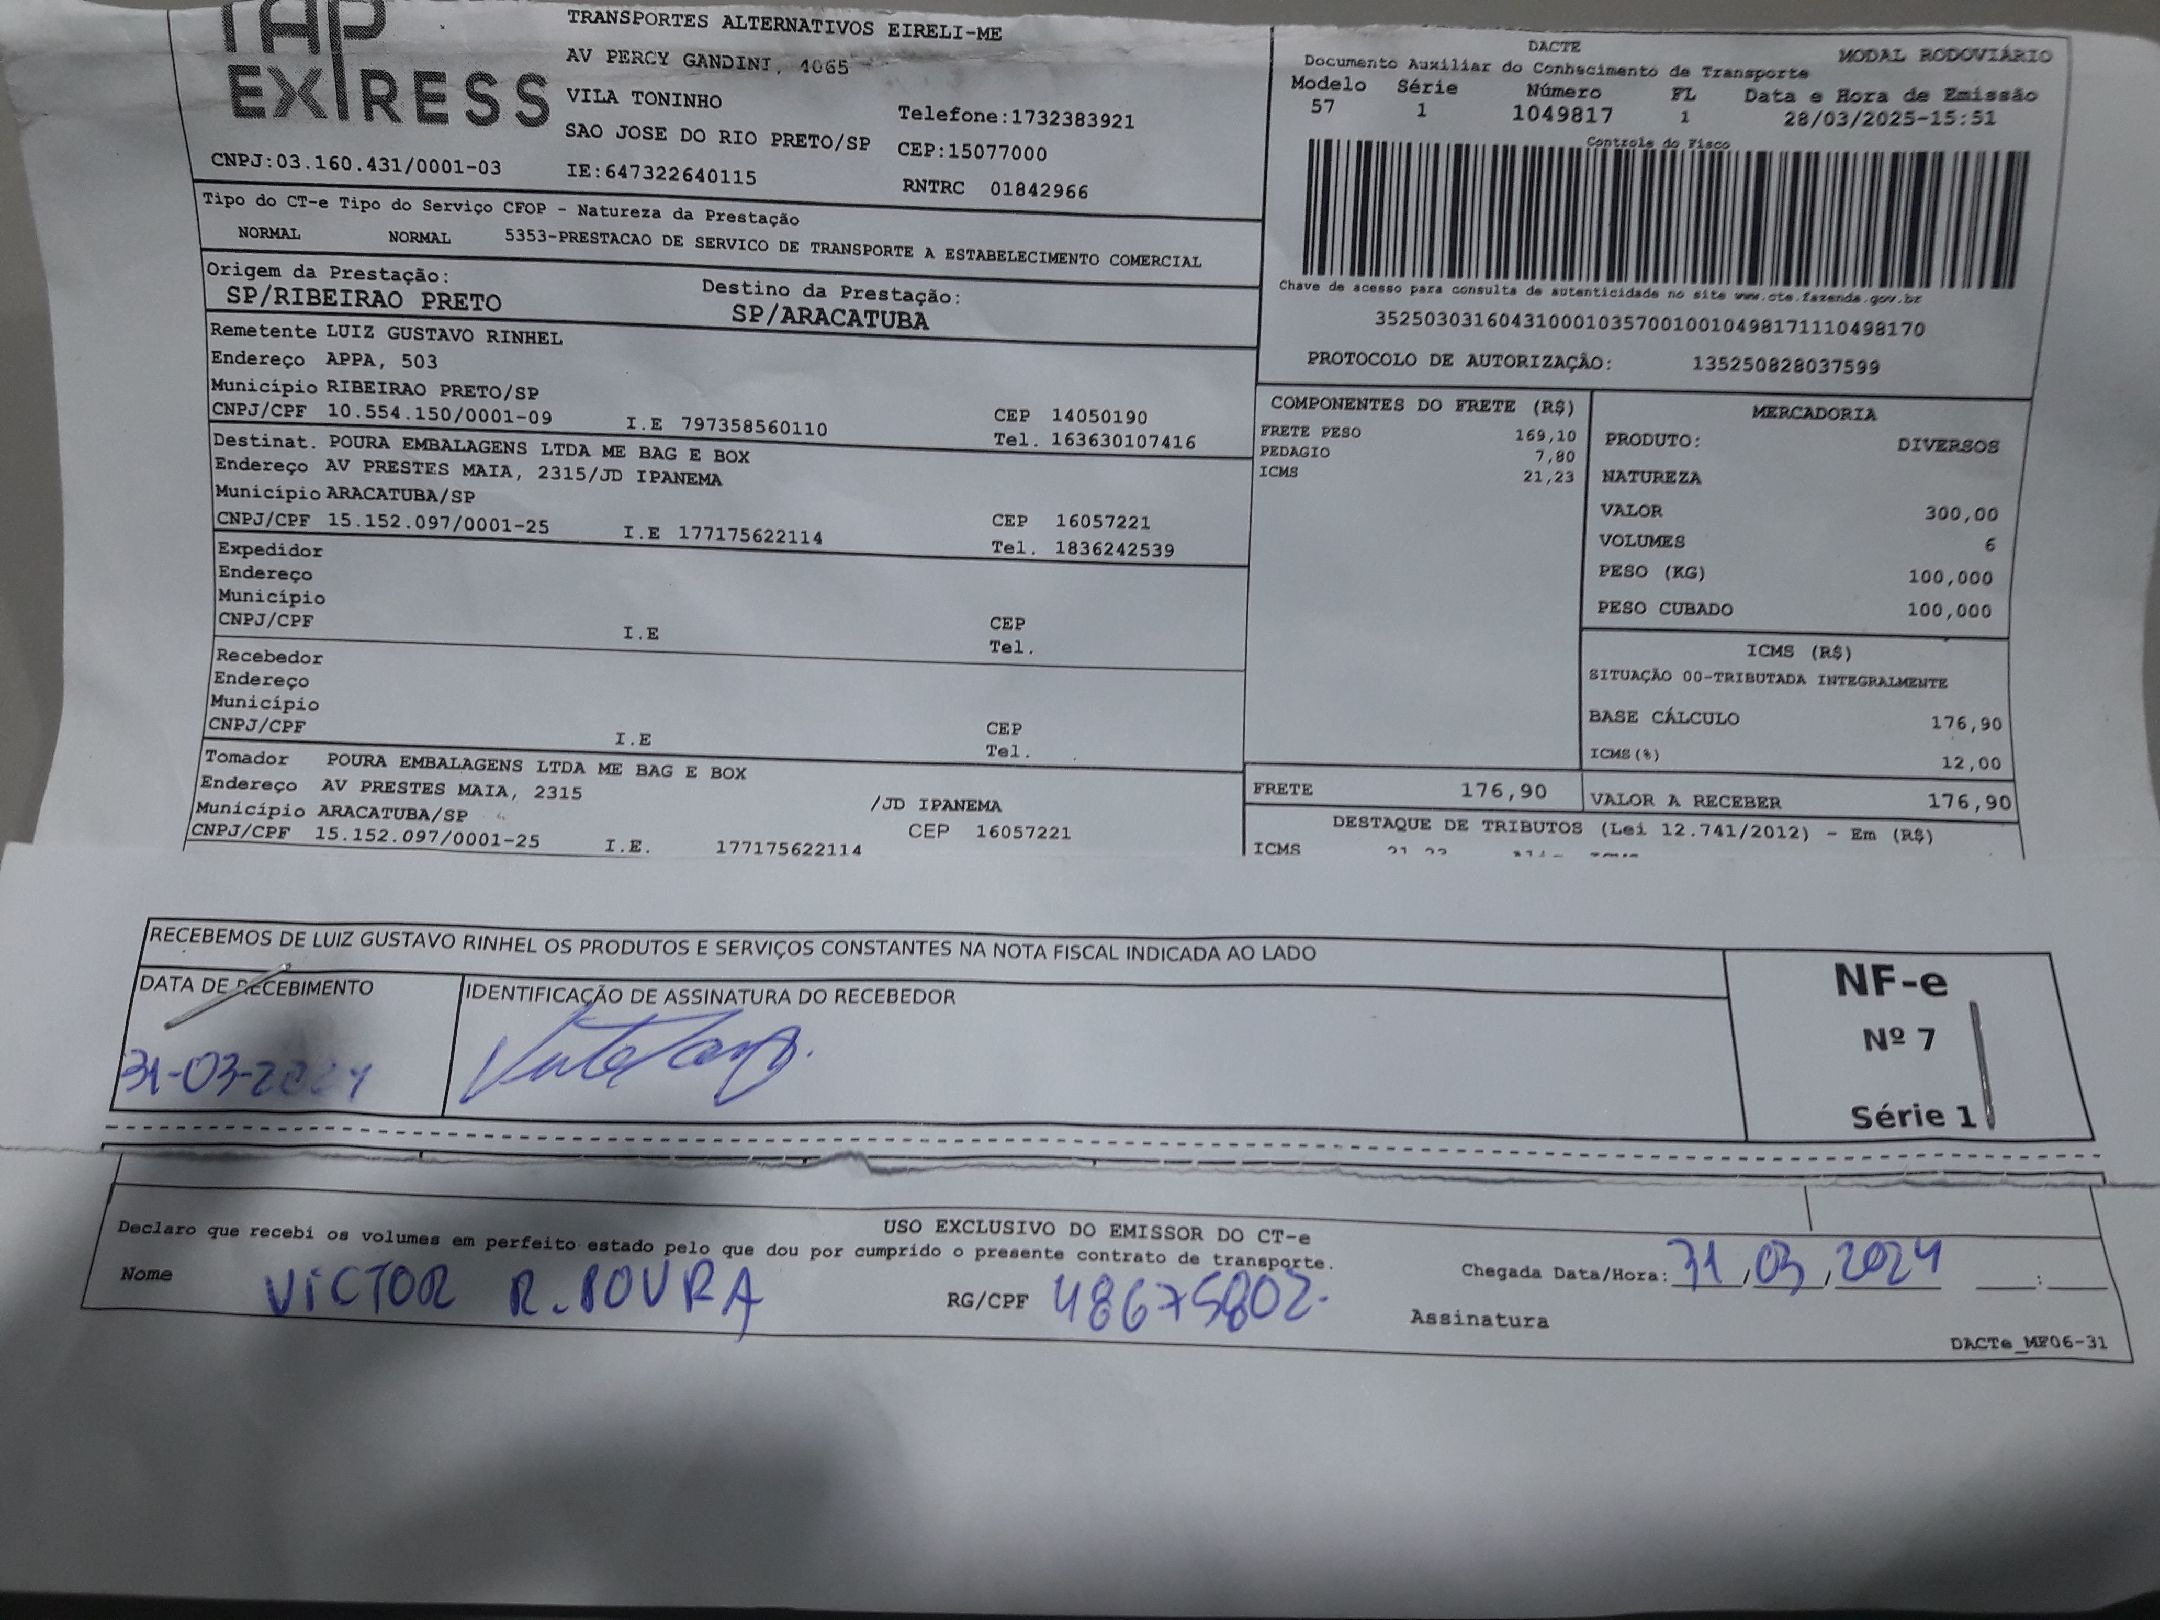 TAP
EXPRESS
TRANSPORTES ALTERNATIVOS EIRELI-ME
AV PERCY GANDINI, 4065
VILA TONINHO
SAO JOSE DO RIO PRETO/SP
Telefone:1732383921
CEP:15077000
CNPJ:03.160.431/0001-03 IE:647322640115 RNTRC 01842966
DACTE MODAL RODOVIÁRIO
Documento Auxiliar do Conhecimento de Transporte
Modelo Série Número FL Data e Hora de Emissão
57 1 1049817 1 28/03/2025-15:51
Controle do Fisco
Chave de acesso para consulta de autenticidade no site www.cte.fazenda.gov.br
35250303160431000103570010010498171110498170
PROTOCOLO DE AUTORIZAÇÃO: 135250828037599
Tipo do CT-e Tipo do Serviço CFOP - Natureza da Prestação
NORMAL NORMAL 5353-PRESTACAO DE SERVICO DE TRANSPORTE A ESTABELECIMENTO COMERCIAL
Origem da Prestação: Destino da Prestação:
SP/RIBEIRAO PRETO SP/ARACATUBA
Remetente LUIZ GUSTAVO RINHEL
Endereço APPA, 503
Município RIBEIRAO PRETO/SP CEP 14050190
CNPJ/CPF 10.554.150/0001-09 I.E 797358560110 Tel. 163630107416
Destinat. POURA EMBALAGENS LTDA ME BAG E BOX
Endereço AV PRESTES MAIA, 2315/JD IPANEMA
Município ARACATUBA/SP CEP 16057221
CNPJ/CPF 15.152.097/0001-25 I.E 177175622114 Tel. 1836242539
Expedidor
Endereço
Município CEP
CNPJ/CPF I.E Tel.
Recebedor
Endereço
Município CEP
CNPJ/CPF I.E Tel.
Tomador POURA EMBALAGENS LTDA ME BAG E BOX
Endereço AV PRESTES MAIA, 2315 /JD IPANEMA
Município ARACATUBA/SP CEP 16057221
CNPJ/CPF 15.152.097/0001-25 I.E. 177175622114
COMPONENTES DO FRETE (R$)
FRETE PESO 169,10
PEDAGIO 7,80
ICMS 21,23
FRETE 176,90
MERCADORIA
PRODUTO: DIVERSOS
NATUREZA
VALOR 300,00
VOLUMES 6
PESO (KG) 100,000
PESO CUBADO 100,000
ICMS (R$)
SITUAÇÃO 00-TRIBUTADA INTEGRALMENTE
BASE CÁLCULO 176,90
ICMS(%) 12,00
VALOR A RECEBER 176,90
DESTAQUE DE TRIBUTOS (Lei 12.741/2012) - Em (R$)
ICMS
RECEBEMOS DE LUIZ GUSTAVO RINHEL OS PRODUTOS E SERVIÇOS CONSTANTES NA NOTA FISCAL INDICADA AO LADO
DATA DE RECEBIMENTO IDENTIFICAÇÃO DE ASSINATURA DO RECEBEDOR
31-03-2024
NF-e
Nº 7
Série 1
USO EXCLUSIVO DO EMISSOR DO CT-e
Declaro que recebi os volumes em perfeito estado pelo que dou por cumprido o presente contrato de transporte.
Nome VICTOR R. POURA RG/CPF 48675802- Chegada Data/Hora: 31,03,2024 :
Assinatura
DACTe_MF06-31